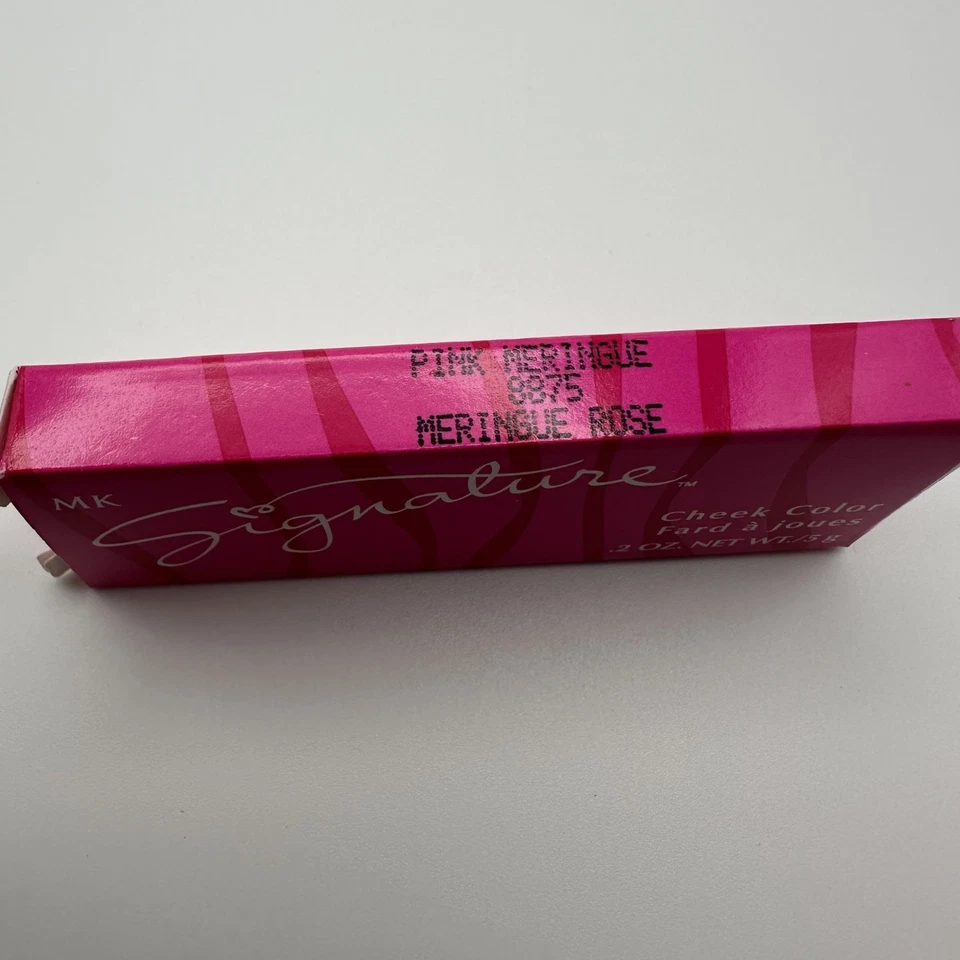 PINK MERINGUE
8875
MERINGUE ROSE
MK
Signature™
Cheek Color
Fard à joues
.2 OZ. NET WT./5 g